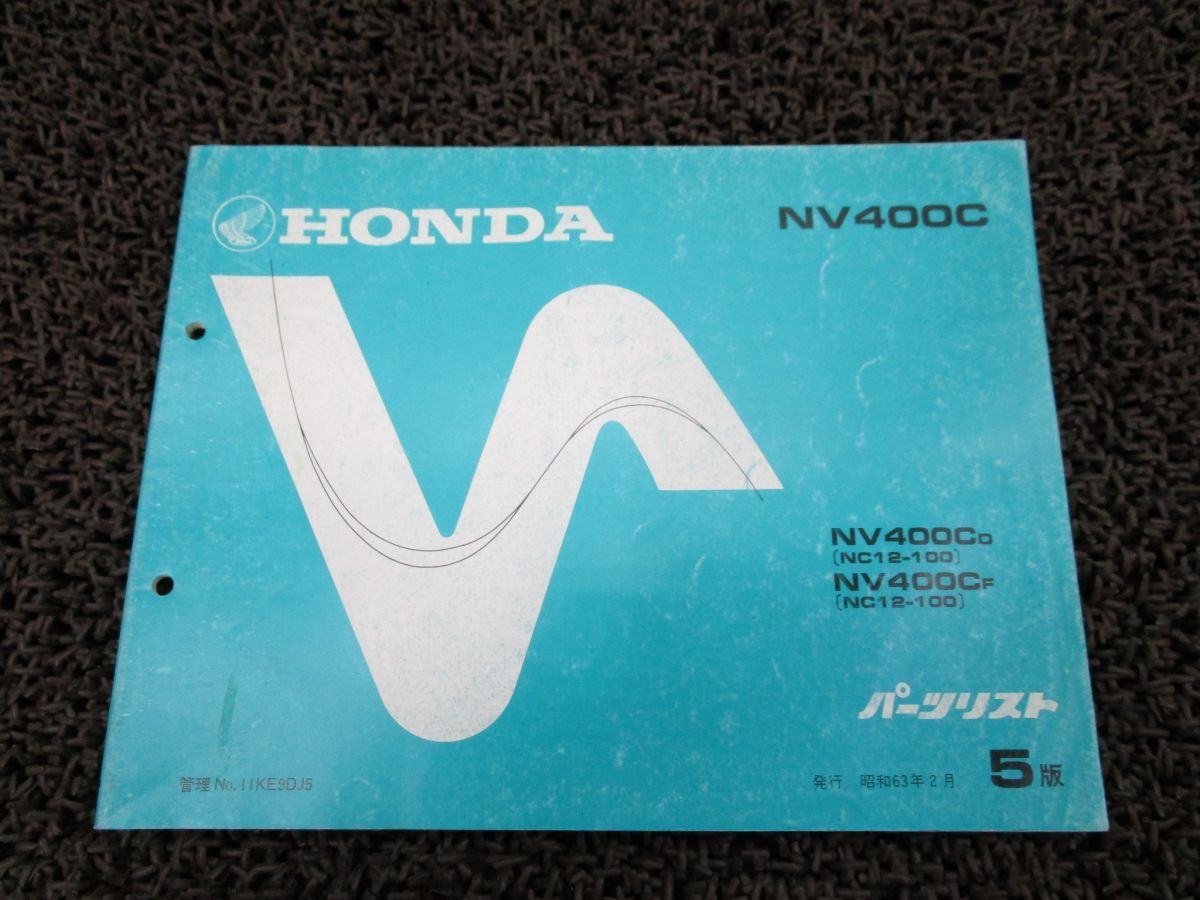 HONDA
NV400C
NV400CD
〔NC12-100〕
NV400CF
〔NC12-100〕
パーツリスト
管理 No. 11KE9DJ5
発行 昭和63年2月 5版